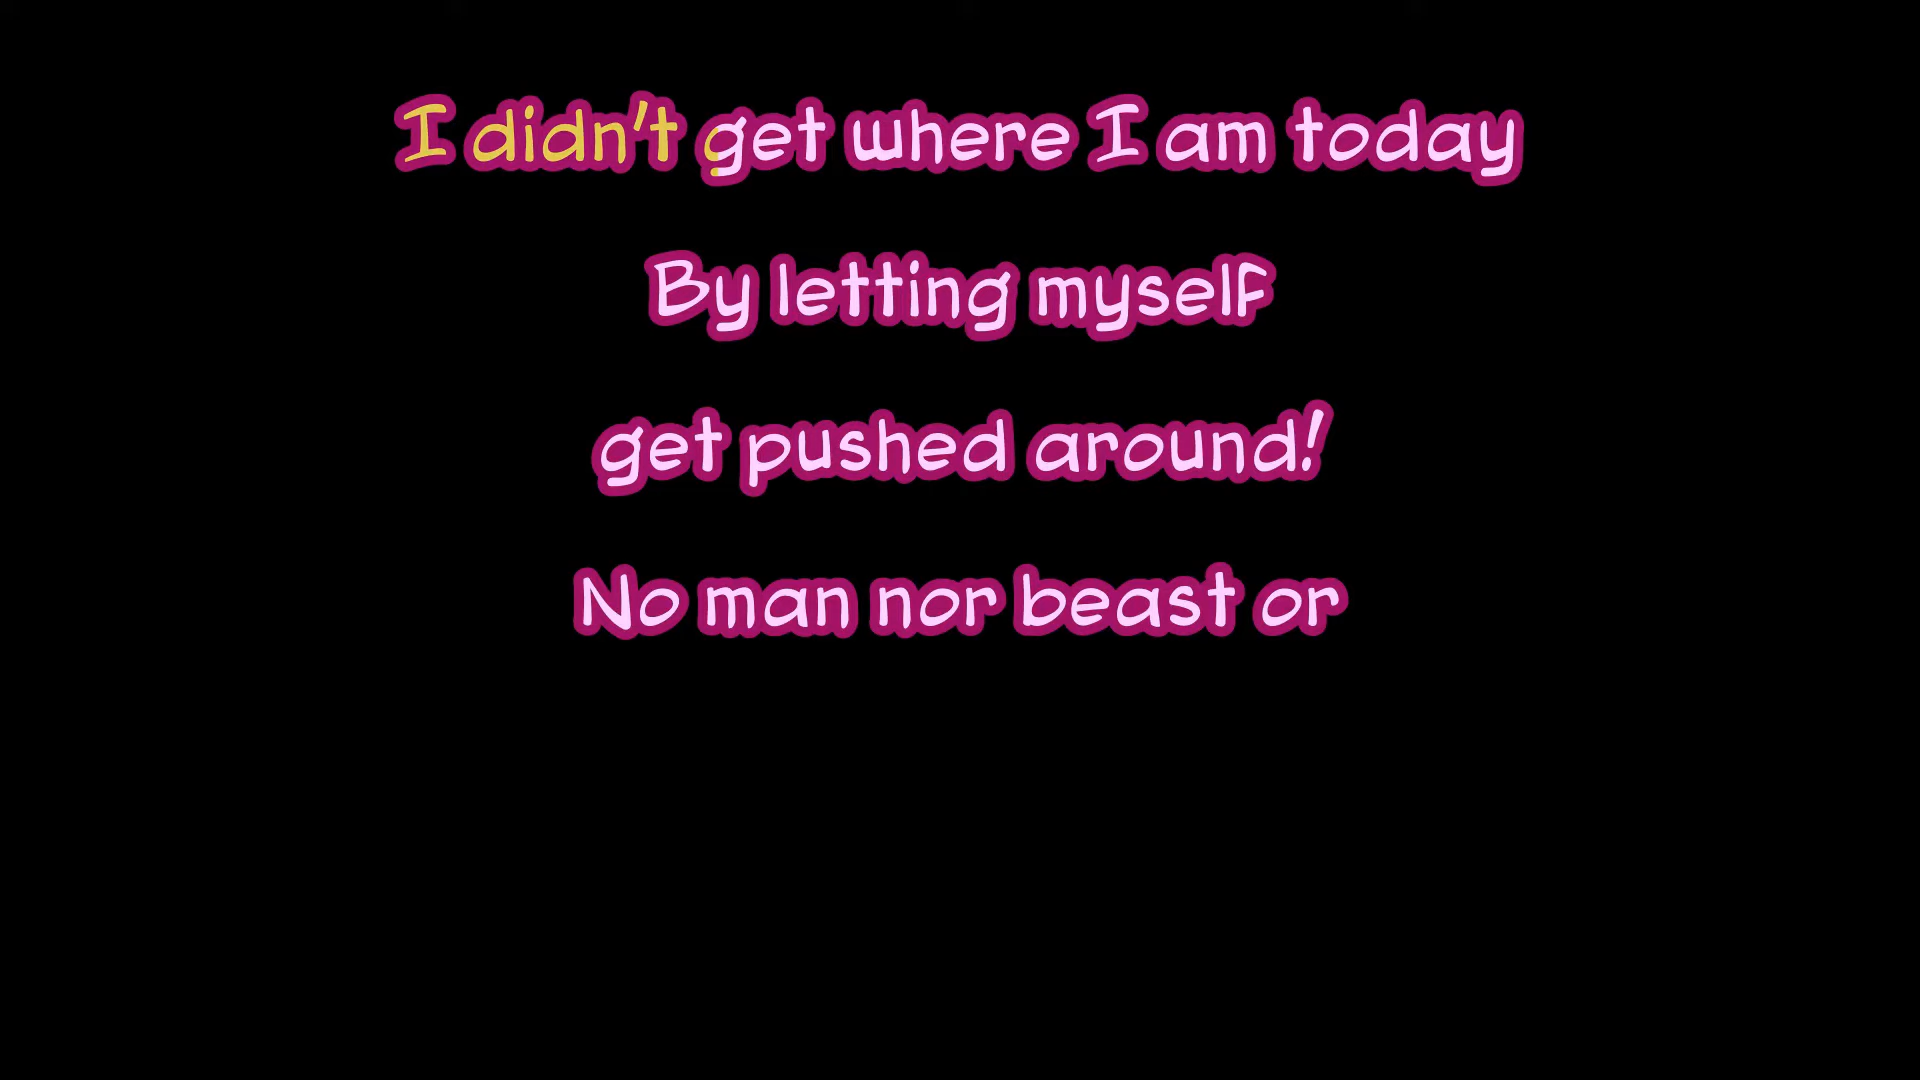 I didn't get where I am today
By letting myself
get pushed around!
No man nor beast or